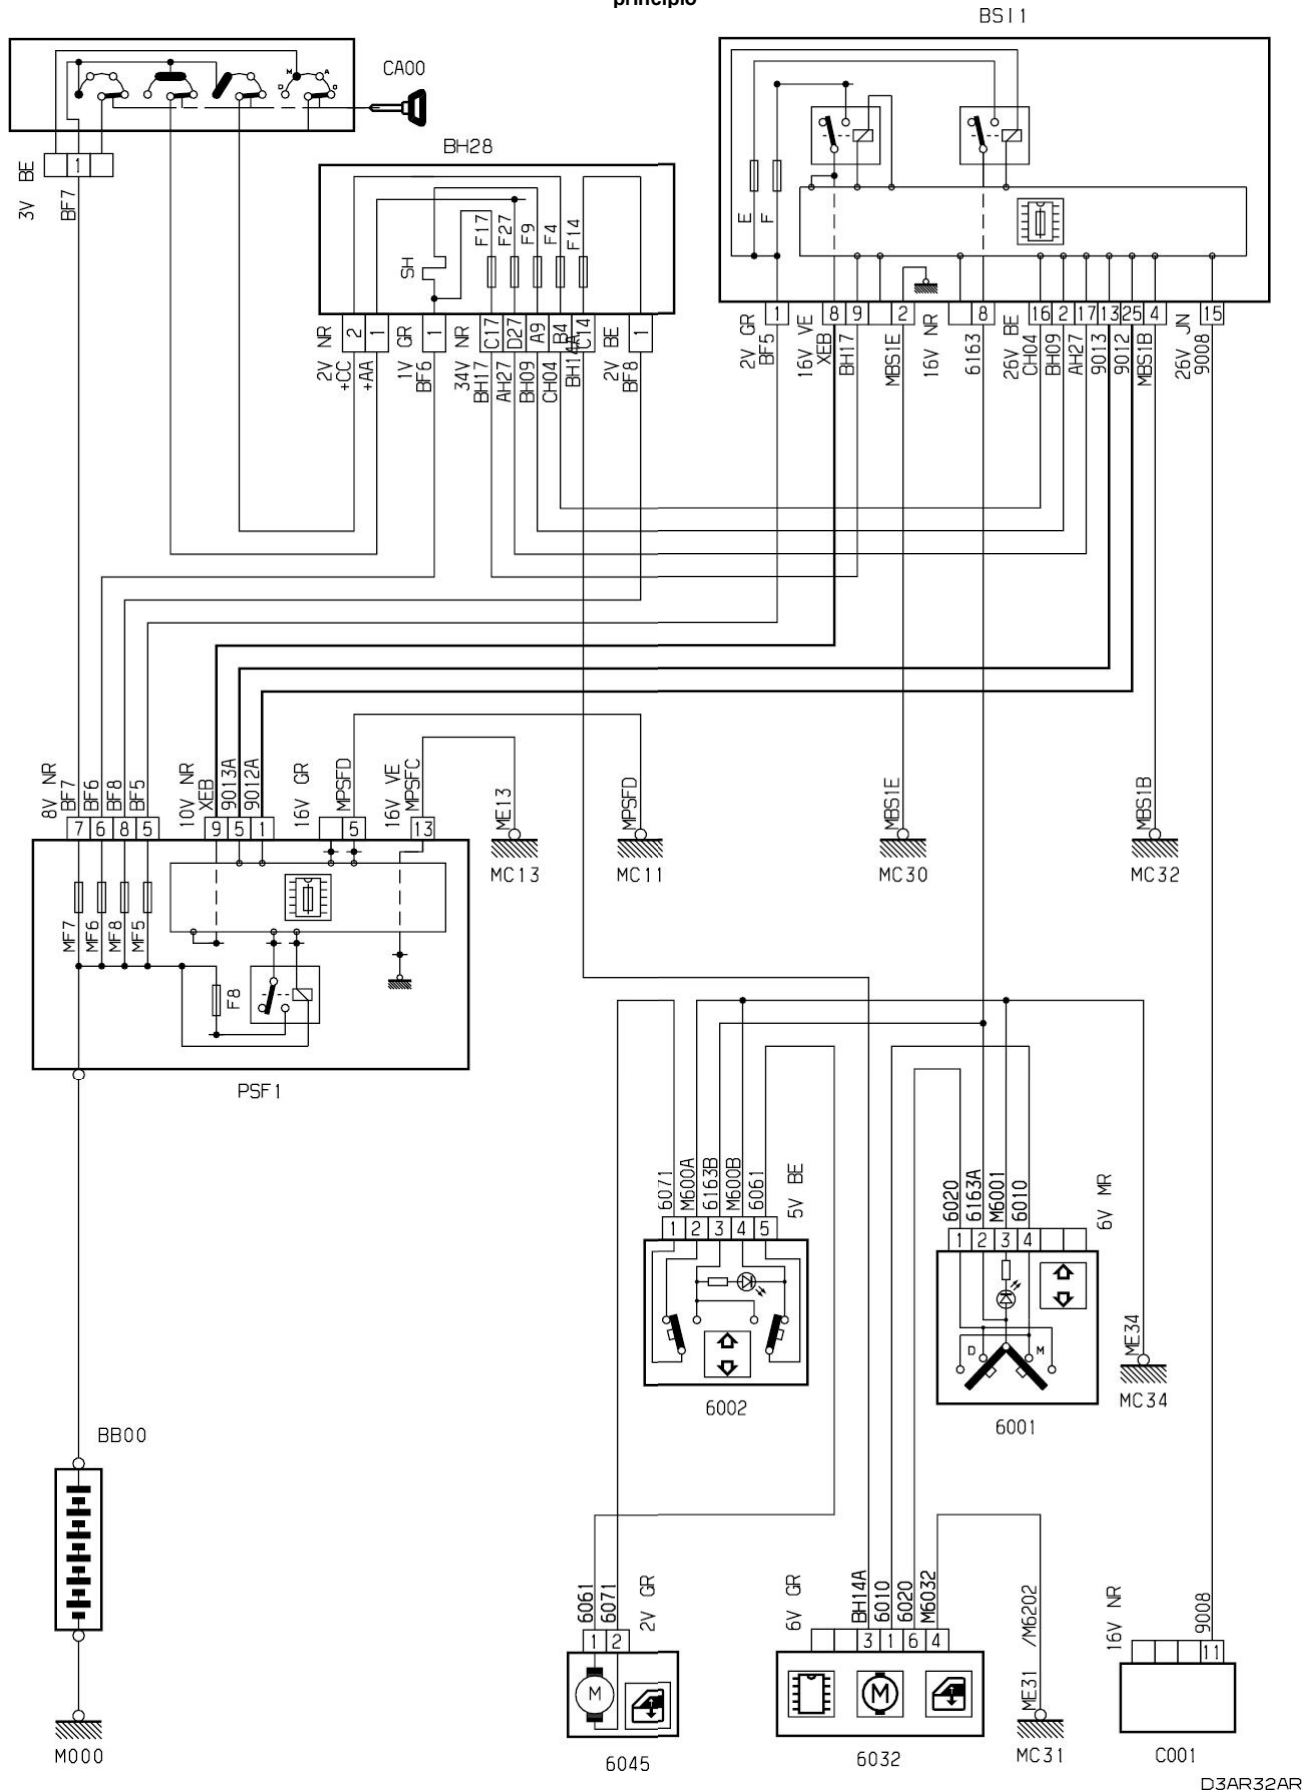 principio
BSI1
CA00
M
A
D
D
3V BE
1
BF7
BH28
SH
F17
F27
F9
F4
F14
E
F
2V NR
2
1
+CC
+AA
1V GR
1
BF6
34V NR
C17
D27
A9
B4
C14
BH17
AH27
BH09
CH04
BH14A
2V BE
1
BF8
2V GR
1
BF5
16V VE
8
9
2
XEB
BH17
MBS1E
16V NR
8
6163
26V BE
16
2
17
13
25
4
CH04
BH09
AH27
9013
9012
MBS1B
26V JN
15
9008
8V NR
BF7
BF6
BF8
BF5
7
6
8
5
10V NR
XEB
9013A
9012A
9
5
1
16V GR
MPSFD
5
16V VE
MPSFC
13
ME13
MC13
MPSFD
MC11
MBS1E
MC30
MBS1B
MC32
MF7
MF6
MF8
MF5
F8
PSF1
6071
M600A
6163B
M600B
6061
5V BE
1
2
3
4
5
6002
6020
6163A
M6001
6010
6V MR
1
2
3
4
D
M
6001
ME34
MC34
BB00
M000
6061
6071
2V GR
1
2
M
6045
6V GR
BH14A
6010
6020
M6032
3
1
6
4
M
6032
ME31 /M6202
MC31
16V NR
9008
11
C001
D3AR32AR